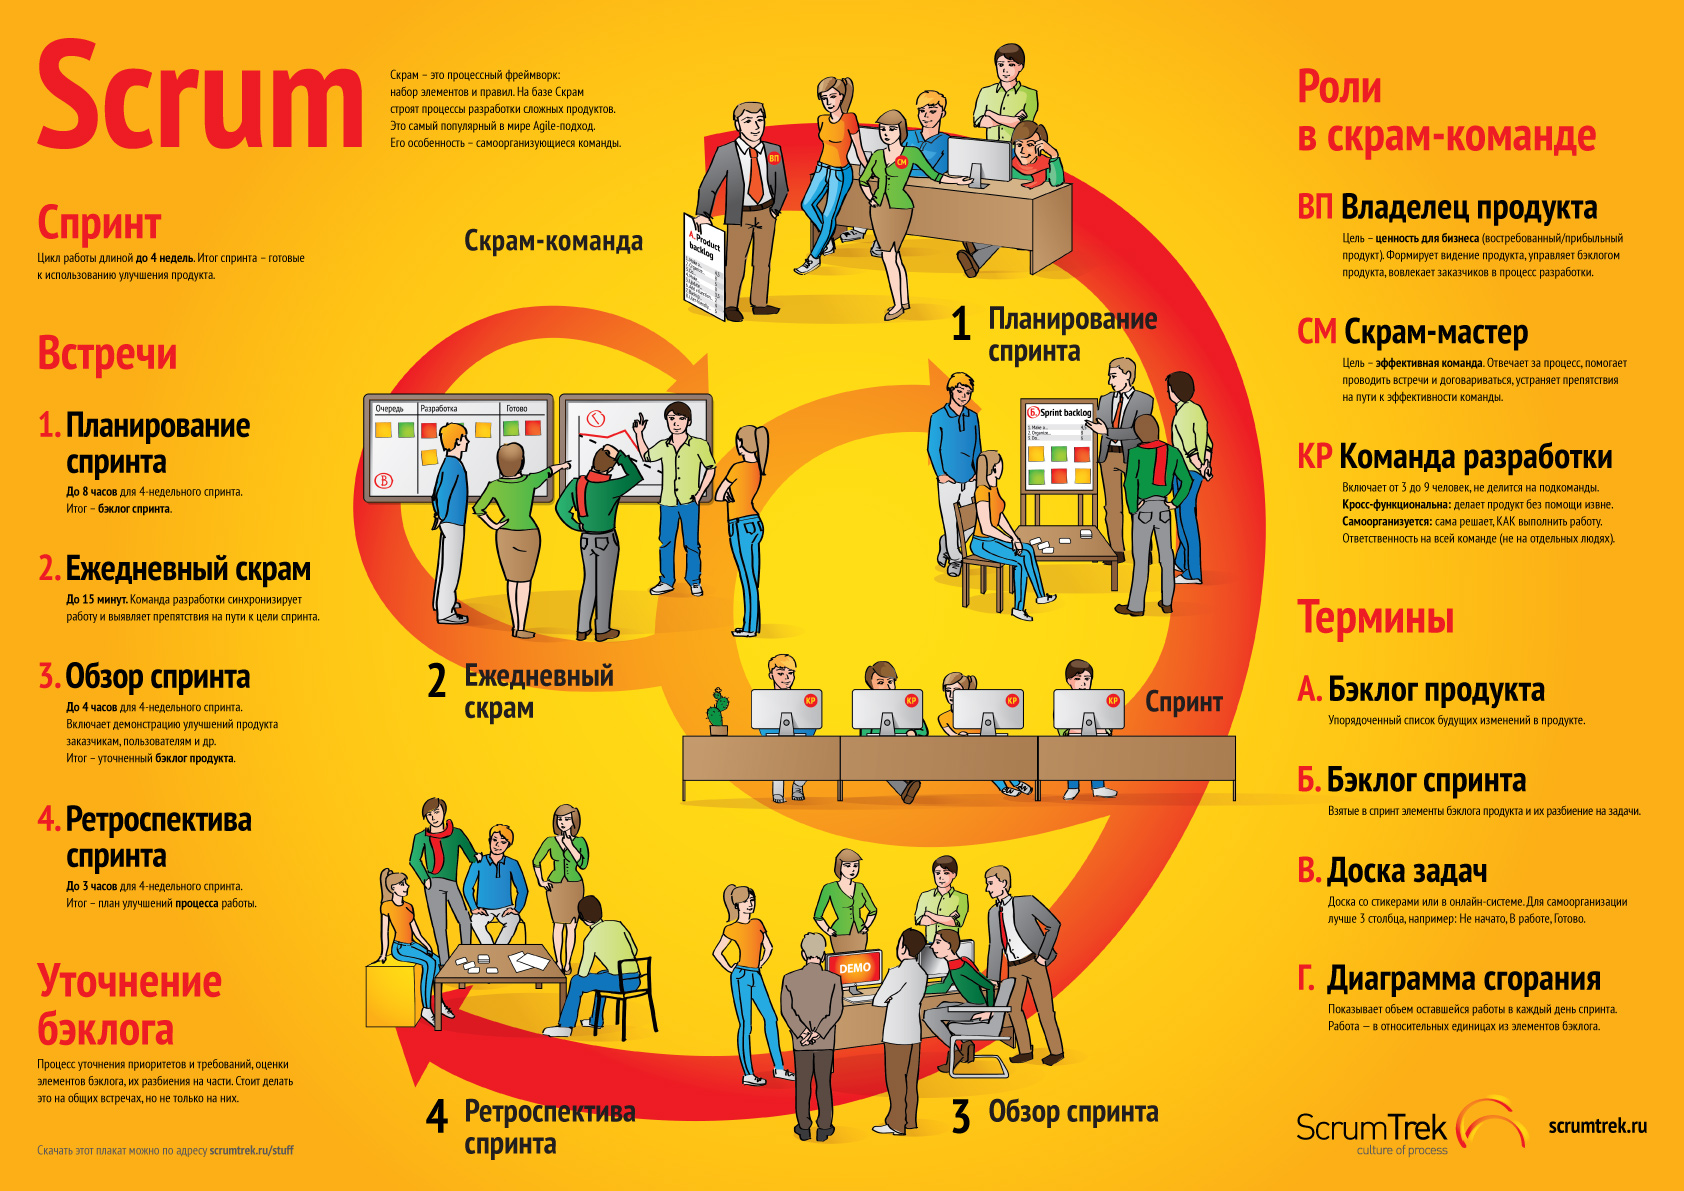 Scrum
Скрам – это процессный фреймворк:
набор элементов и правил. На базе Скрам
строят процессы разработки сложных продуктов.
Это самый популярный в мире Agile-подход.
Его особенность – самоорганизующиеся команды.
Спринт
Цикл работы длиной до 4 недель. Итог спринта – готовые
к использованию улучшения продукта.
Встречи
1. Планирование
спринта
До 8 часов для 4-недельного спринта.
Итог – бэклог спринта.
2. Ежедневный скрам
До 15 минут. Команда разработки синхронизирует
работу и выявляет препятствия на пути к цели спринта.
3. Обзор спринта
До 4 часов для 4-недельного спринта.
Включает демонстрацию улучшений продукта
заказчикам, пользователям и др.
Итог – уточненный бэклог продукта.
4. Ретроспектива
спринта
До 3 часов для 4-недельного спринта.
Итог – план улучшений процесса работы.
Уточнение
бэклога
Процесс уточнения приоритетов и требований, оценки
элементов бэклога, их разбиения на части. Стоит делать
это на общих встречах, но не только на них.
Скачать этот плакат можно по адресу scrumtrek.ru/stuff
Скрам-команда
ВП
СМ
А. Product
backlog
1 Планирование
спринта
Б. Sprint backlog
1. Make a...
2. Organize...
3. Do...
Очередь
Разработка
Готово
В
Г
2 Ежедневный
скрам
КР
КР
КР
КР
Спринт
DEMO
3 Обзор спринта
4 Ретроспектива
спринта
Роли
в скрам-команде
ВП Владелец продукта
Цель – ценность для бизнеса (востребованный/прибыльный
продукт). Формирует видение продукта, управляет бэклогом
продукта, вовлекает заказчиков в процесс разработки.
СМ Скрам-мастер
Цель – эффективная команда. Отвечает за процесс, помогает
проводить встречи и договариваться, устраняет препятствия
на пути к эффективности команды.
КР Команда разработки
Включает от 3 до 9 человек, не делится на подкоманды.
Кросс-функциональна: делает продукт без помощи извне.
Самоорганизуется: сама решает, КАК выполнить работу.
Ответственность на всей команде (не на отдельных людях).
Термины
А. Бэклог продукта
Упорядоченный список будущих изменений в продукте.
Б. Бэклог спринта
Взятые в спринт элементы бэклога продукта и их разбиение на задачи.
В. Доска задач
Доска со стикерами или в онлайн-системе. Для самоорганизации
лучше 3 столбца, например: Не начато, В работе, Готово.
Г. Диаграмма сгорания
Показывает объем оставшейся работы в каждый день спринта.
Работа — в относительных единицах из элементов бэклога.
ScrumTrek
culture of process
scrumtrek.ru